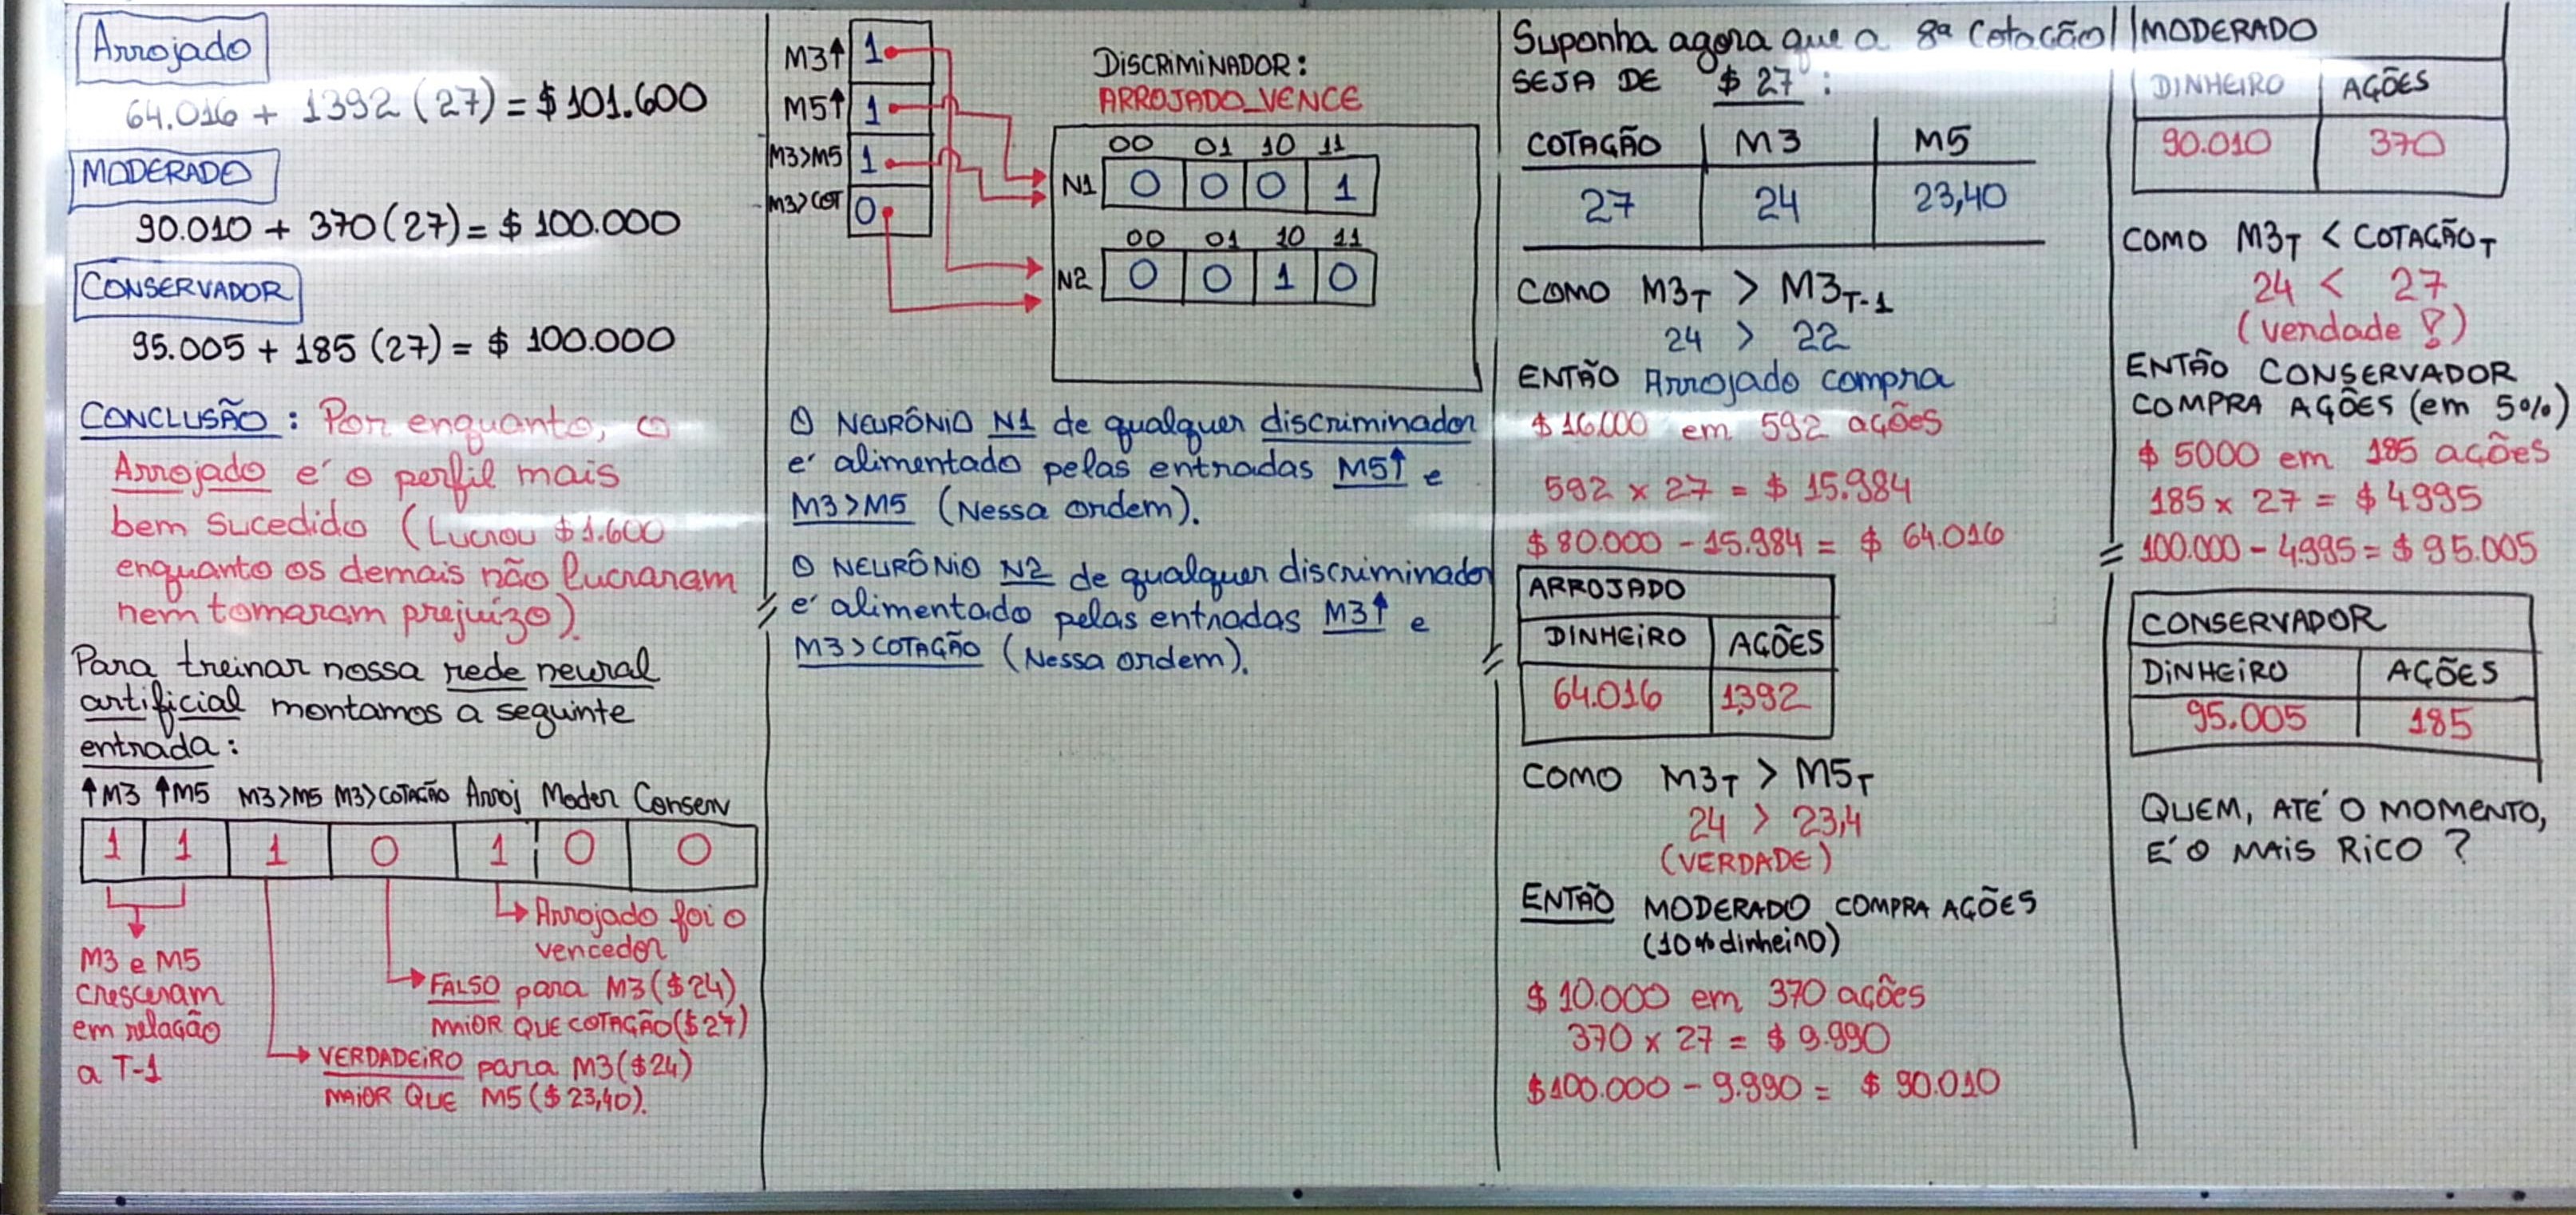 Arrojado
64.016 + 1392 (27) = $ 101.600
MODERADO
90.010 + 370 (27) = $ 100.000
CONSERVADOR
95.005 + 185 (27) = $ 100.000
CONCLUSÃO: Por enquanto, o
Arrojado é o perfil mais
bem sucedido (Lucrou $1.600
enquanto os demais não lucraram
nem tomaram prejuízo).
Para treinar nossa rede neural
artificial montamos a seguinte
entrada:
↑M3 ↑M5 M3>M5 M3>COTAÇÃO Arroj Moder Conserv
1 1 1 0 1 0 0
Arrojado foi o
vencedor
M3 e M5
cresceram
em relação
a T-1
FALSO para M3($24)
MAIOR QUE COTAÇÃO($27)
VERDADEIRO para M3($24)
MAIOR QUE M5($23,40).
M3↑ 1
M5↑ 1
M3>M5 1
M3>COT 0
DISCRIMINADOR:
ARROJADO_VENCE
00 01 10 11
N1 0 0 0 1
00 01 10 11
N2 0 0 1 0
O NEURÔNIO N1 de qualquer discriminador
é alimentado pelas entradas M5↑ e
M3>M5 (Nessa ordem).
O NEURÔNIO N2 de qualquer discriminador
é alimentado pelas entradas M3↑ e
M3>COTAÇÃO (Nessa ordem).
Suponha agora que a 8ª Cotação
SEJA DE $27:
COTAÇÃO M3 M5
27 24 23,40
COMO M3T > M3T-1
24 > 22
ENTÃO Arrojado compra
$ 16.000 em 592 ações
592 x 27 = $ 15.984
$ 80.000 - 15.984 = $ 64.016
ARROJADO
DINHEIRO AÇÕES
64.016 1392
COMO M3T > M5T
24 > 23,4
(VERDADE)
ENTÃO MODERADO COMPRA AÇÕES
(10% dinheiro)
$ 10.000 em 370 ações
370 x 27 = $ 9.990
$100.000 - 9.990 = $ 90.010
MODERADO
DINHEIRO AÇÕES
90.010 370
COMO M3T < COTAÇÃOT
24 < 27
(verdade!)
ENTÃO CONSERVADOR
COMPRA AÇÕES (em 5%)
$ 5000 em 185 ações
185 x 27 = $ 4995
100.000 - 4.995 = $ 95.005
CONSERVADOR
DINHEIRO AÇÕES
95.005 185
QUEM, ATÉ O MOMENTO,
É O MAIS RICO?